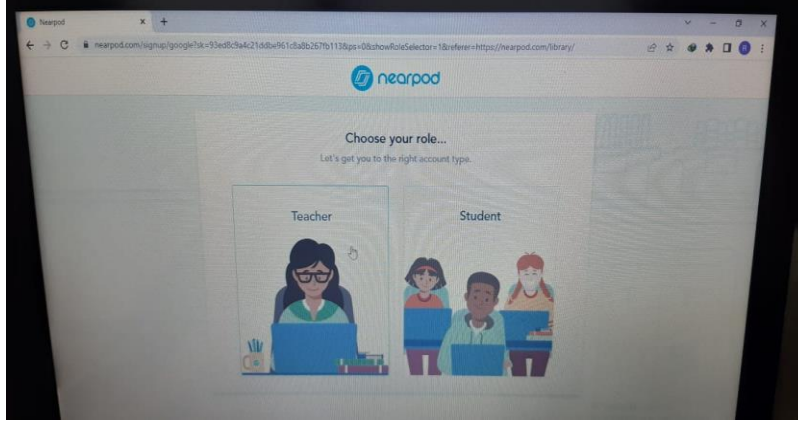 Nearpod
nearpod.com/signup/google?sk=93ed8c9a4c21ddbe961c8a8b267fb113&ps=0&showRoleSelector=1&referer=https://nearpod.com/library/
nearpod
Choose your role...
Let's get you to the right account type.
Teacher
Student